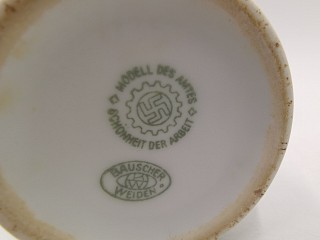 MODELL DES AMTES
SCHÖNHEIT DER ARBEIT
BAUSCHER
WEIDEN